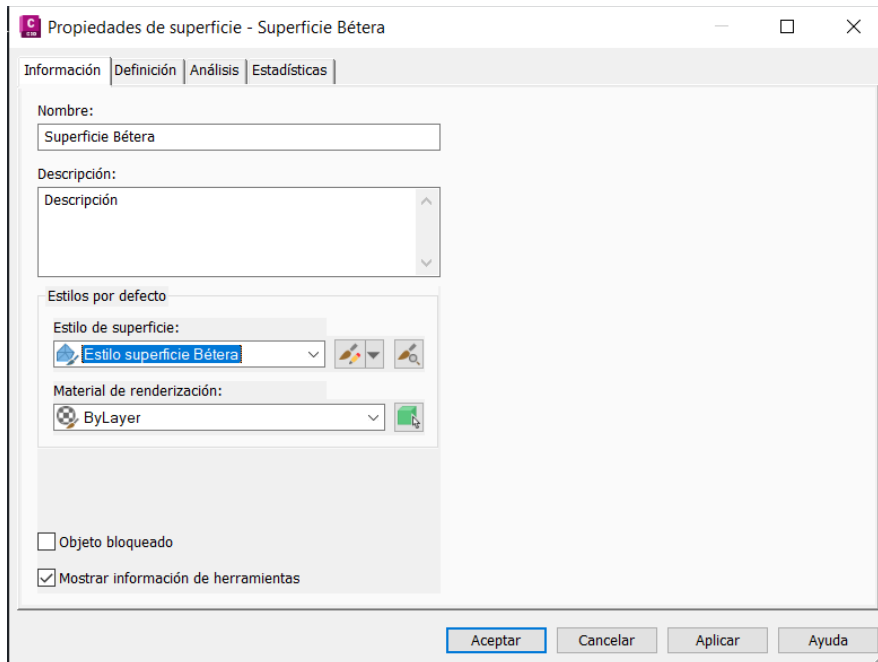 C
C3D
Propiedades de superficie - Superficie Bétera
Información Definición Análisis Estadísticas
Nombre:
Superficie Bétera
Descripción:
Descripción
Estilos por defecto
Estilo de superficie:
Estilo superficie Bétera
Material de renderización:
ByLayer
Objeto bloqueado
Mostrar información de herramientas
Aceptar Cancelar Aplicar Ayuda